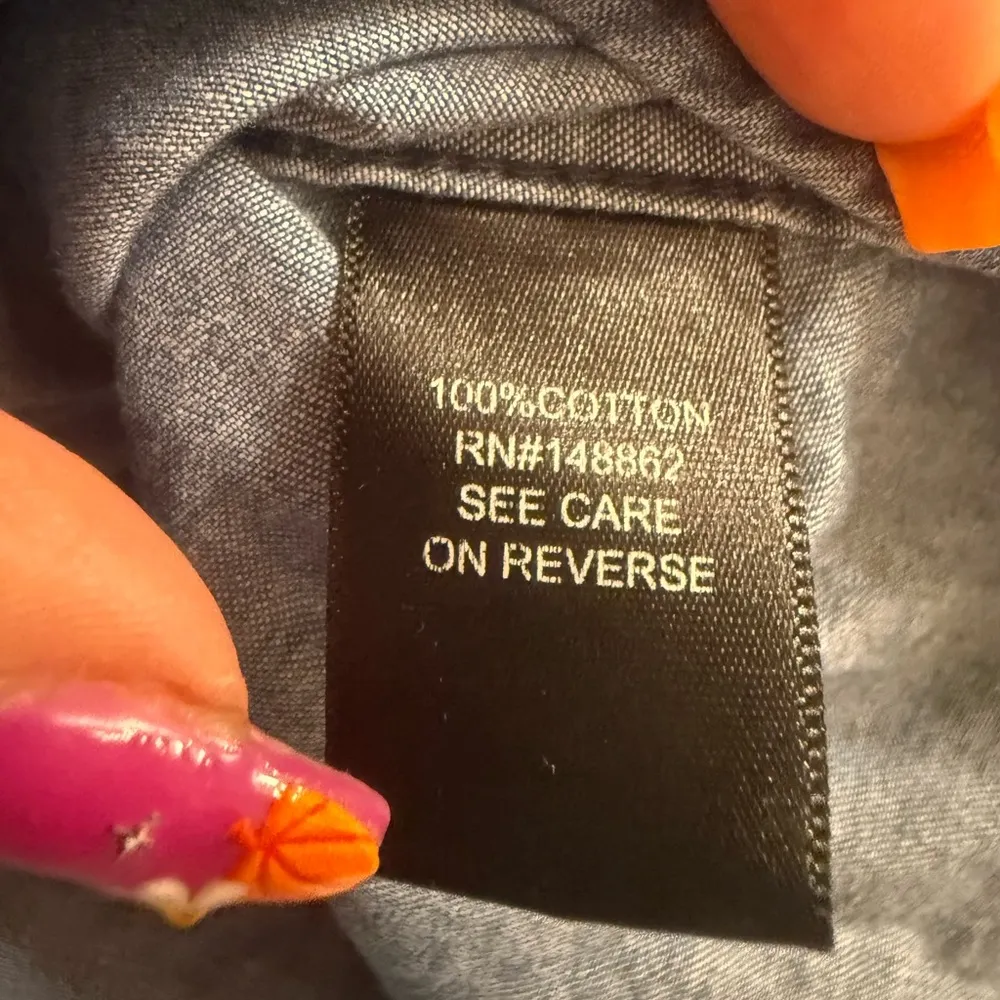 100%COTTON
RN#148862
SEE CARE
ON REVERSE